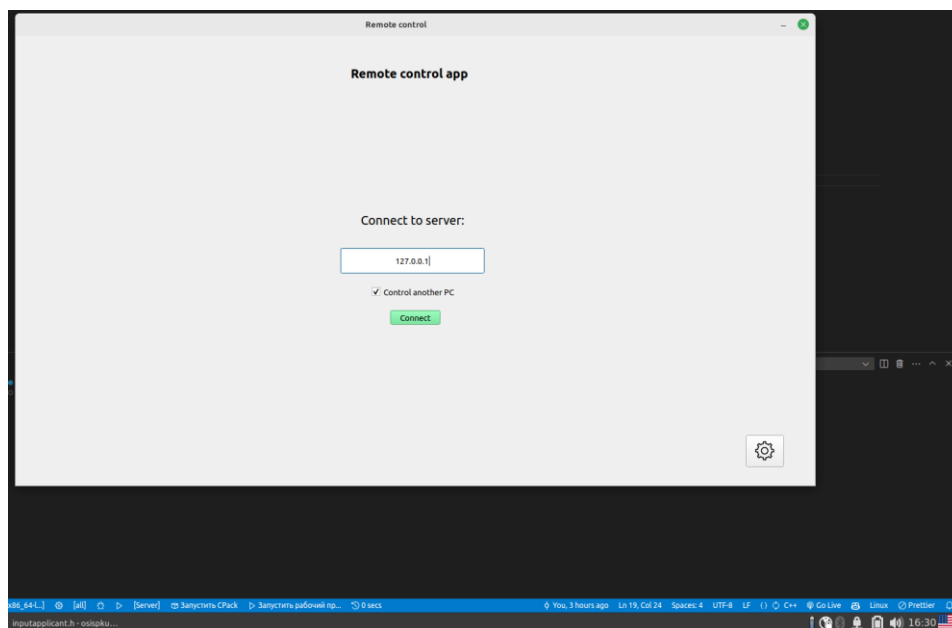 Remote control
Remote control app
Connect to server:
127.0.0.1
Control another PC
Connect
[all] [Server] Запустить CPack Запустить рабочий пр... 0 secs You, 3 hours ago Ln 19, Col 24 Spaces: 4 UTF-8 LF {} C++ Go Live Linux Prettier
inputapplicant.h - osispku... 16:30